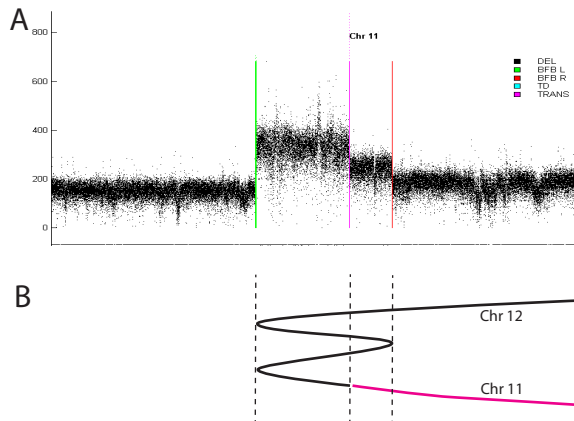 A
800
600
400
200
0
Chr 11
DEL
BFB L
BFB R
TD
TRANS
B
Chr 12
Chr 11